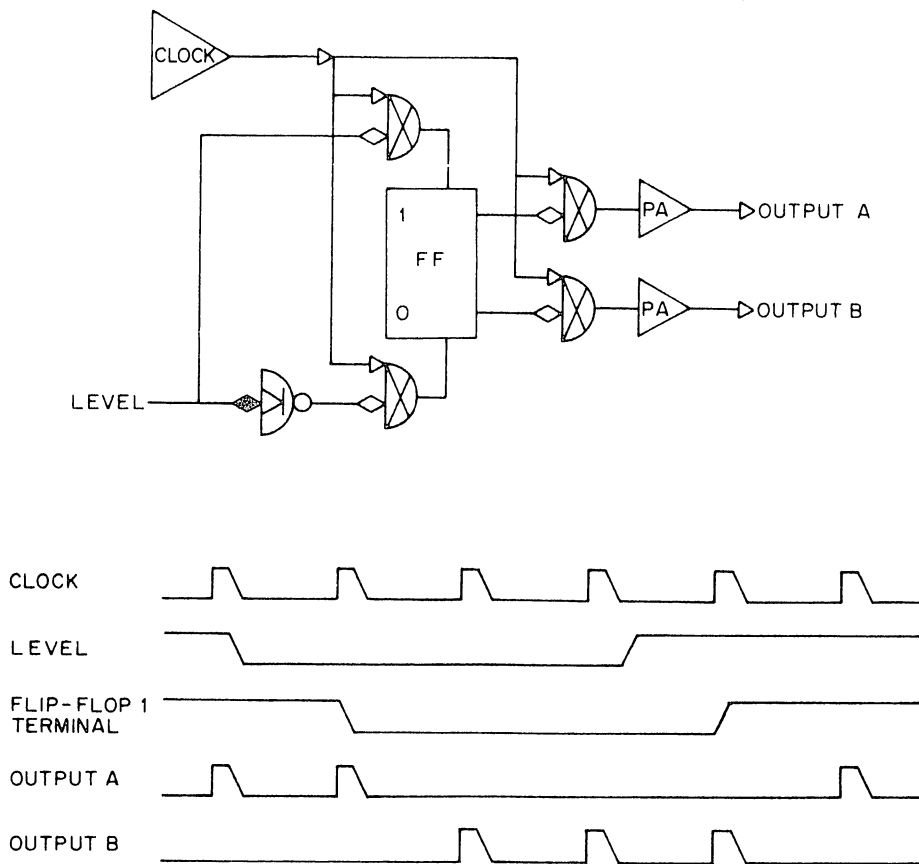 CLOCK
1
FF
0
PA
OUTPUT A
PA
OUTPUT B
LEVEL
CLOCK
LEVEL
FLIP-FLOP 1
TERMINAL
OUTPUT A
OUTPUT B